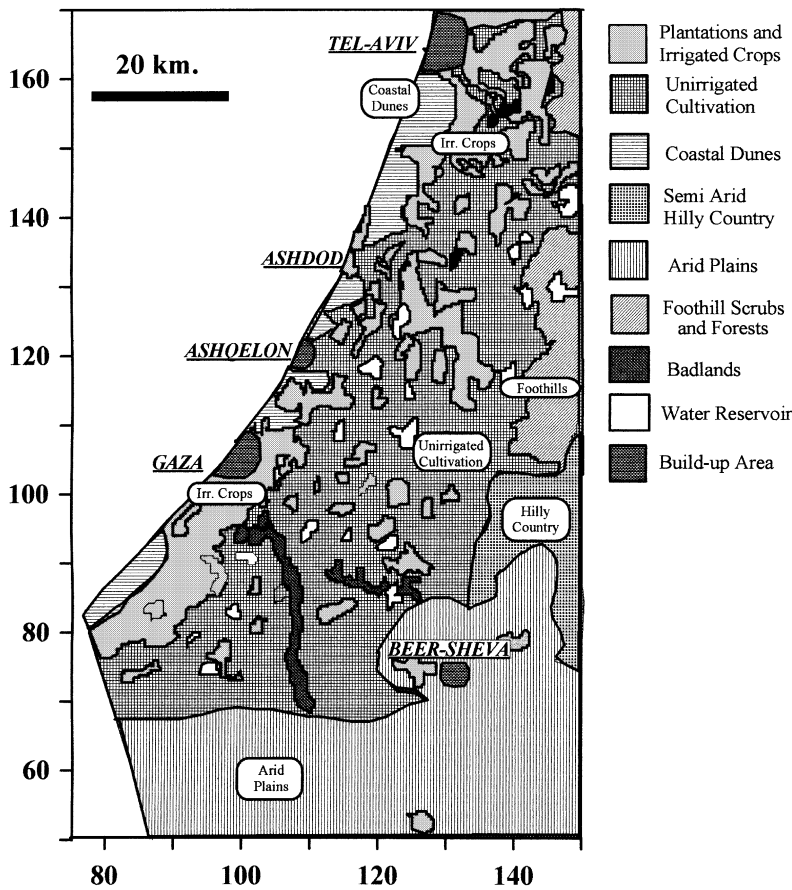 TEL-AVIV
20 km.
Coastal
Dunes
Irr. Crops
ASHDOD
ASHQELON
Foothills
Unirrigated
Cultivation
GAZA
Irr. Crops
Hilly
Country
BEER-SHEVA
Arid
Plains
160
140
120
100
80
60
80
100
120
140
Plantations and
Irrigated Crops
Unirrigated
Cultivation
Coastal Dunes
Semi Arid
Hilly Country
Arid Plains
Foothill Scrubs
and Forests
Badlands
Water Reservoir
Build-up Area